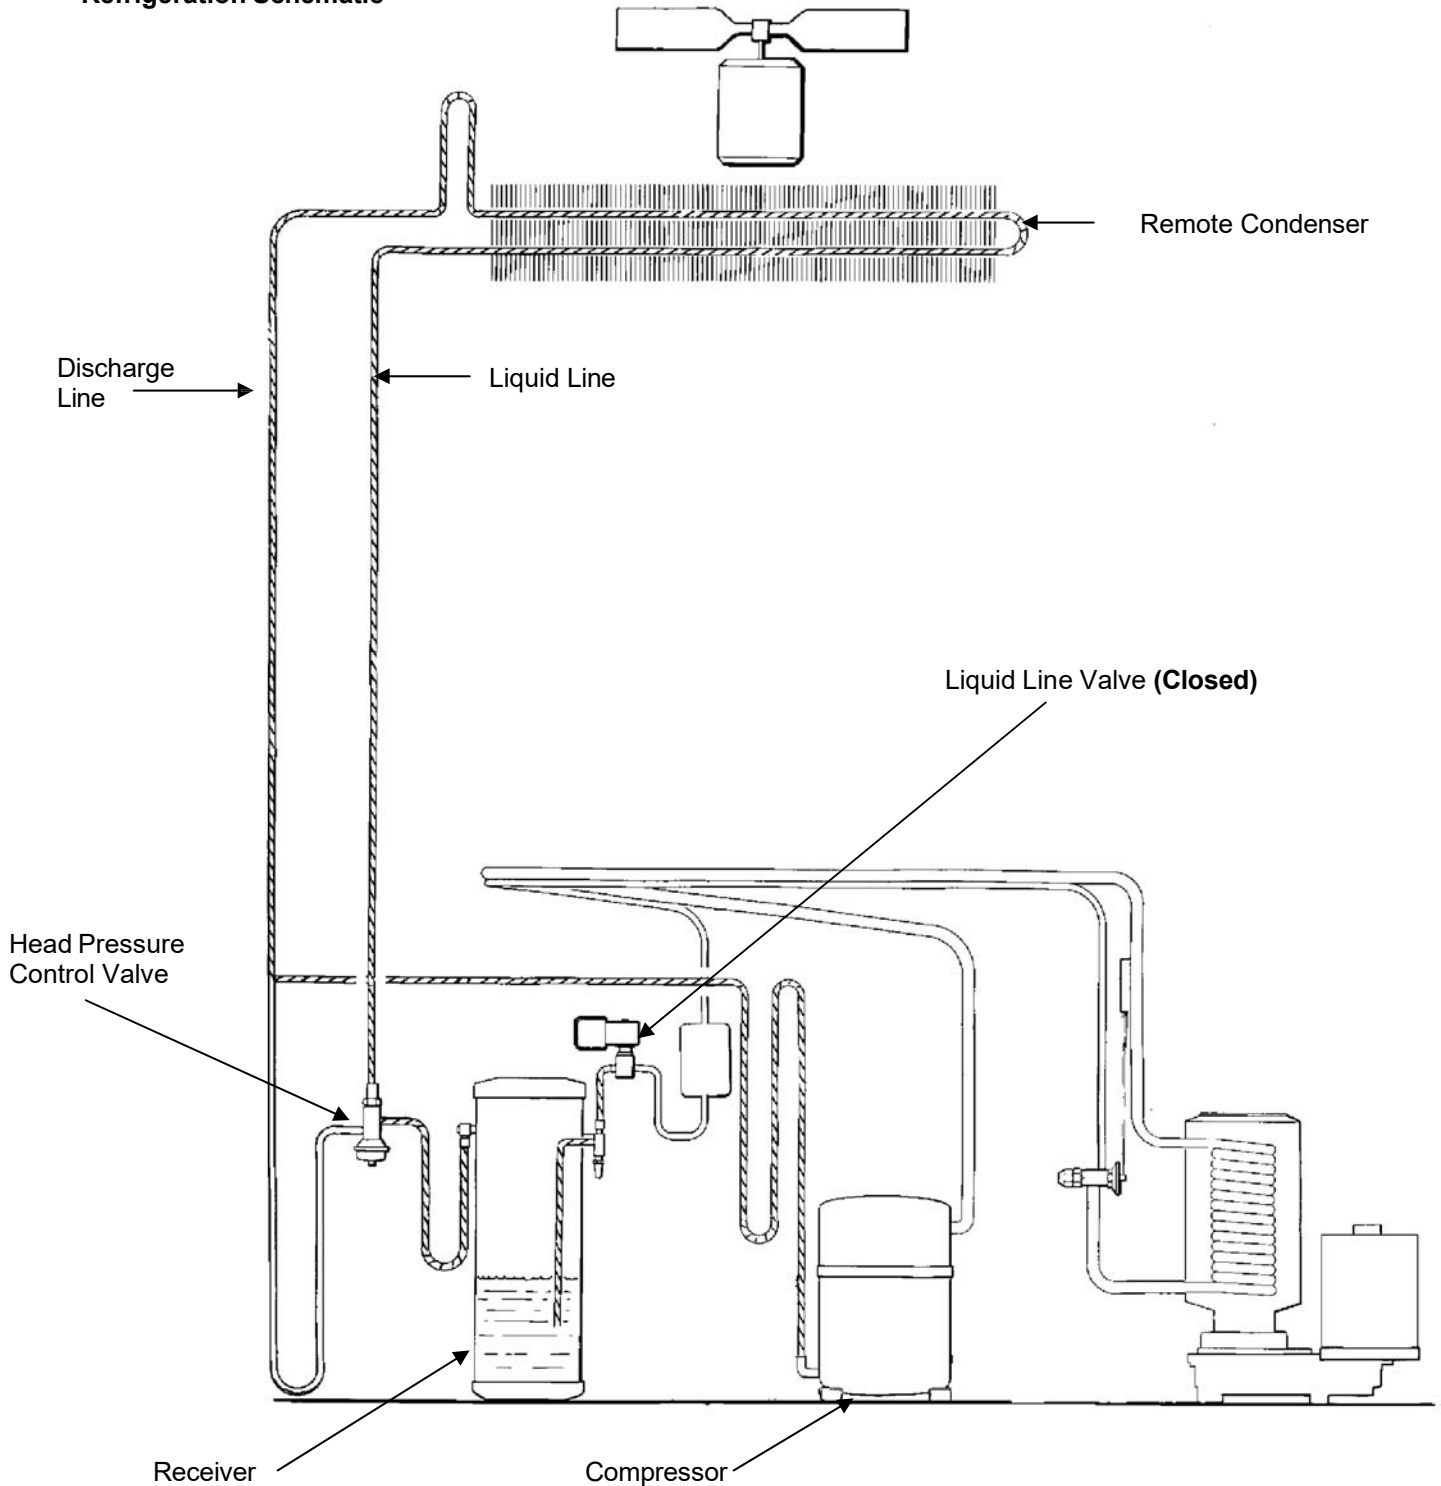 Refrigeration Schematic
Remote Condenser
Discharge
Line
Liquid Line
Liquid Line Valve (Closed)
Head Pressure
Control Valve
Receiver
Compressor